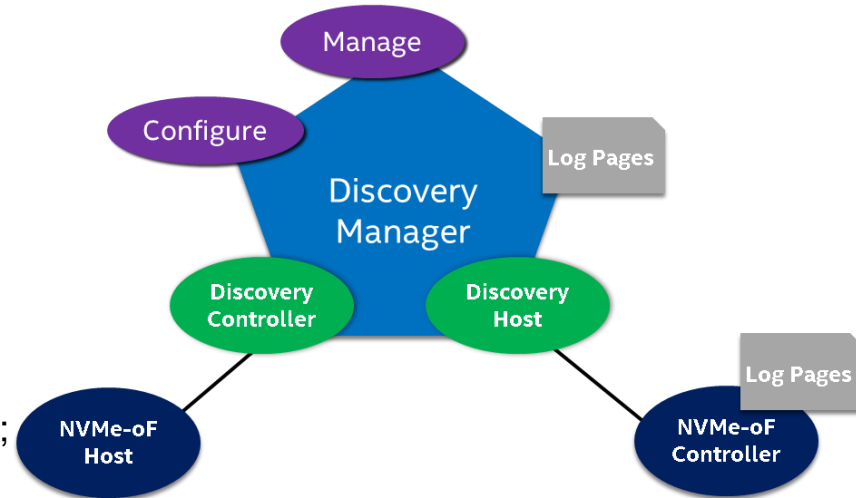 Manage
Configure
Log Pages
Discovery
Manager
Discovery
Controller
Discovery
Host
Log Pages
;
NVMe-oF
Host
NVMe-oF
Controller